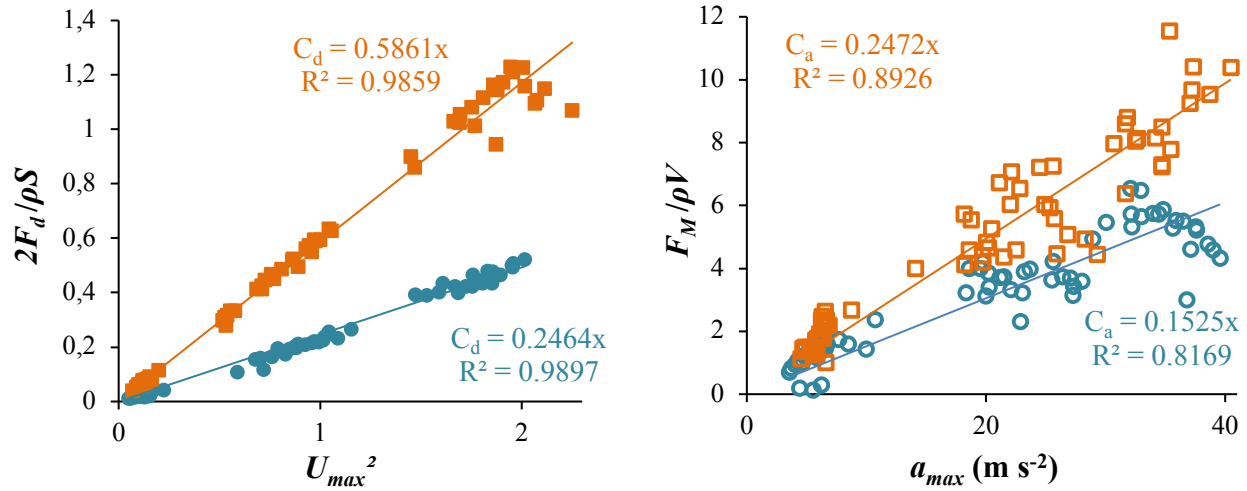 1,4
1,2
1
0,8
0,6
0,4
0,2
0
0
1
2
2F_d/ρS
U_max²
C_d = 0.5861x
R² = 0.9859
C_d = 0.2464x
R² = 0.9897
12
10
8
6
4
2
0
0
20
40
F_M/ρV
a_max (m s⁻²)
C_a = 0.2472x
R² = 0.8926
C_a = 0.1525x
R² = 0.8169